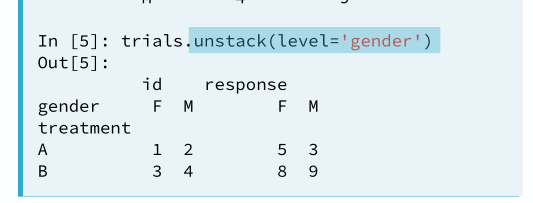 In [5]: trials.unstack(level='gender')
Out[5]:
id response
gender F M F M
treatment
A 1 2 5 3
B 3 4 8 9